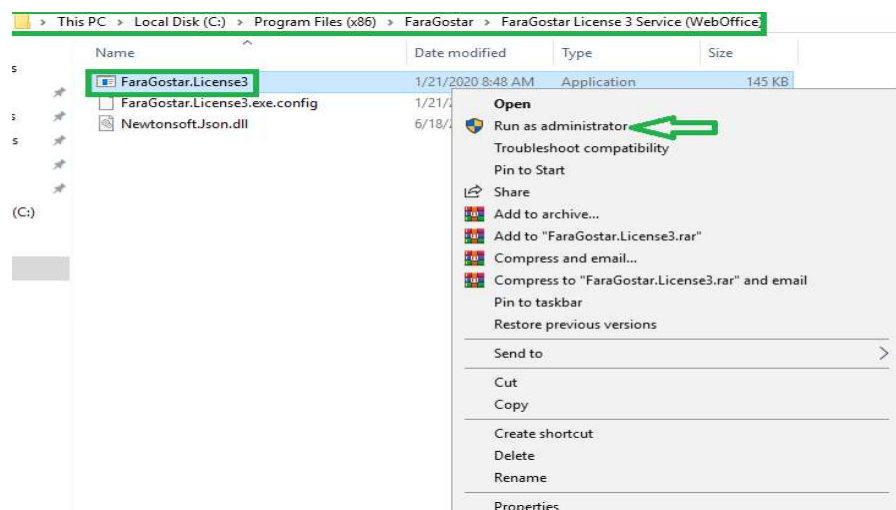 This PC > Local Disk (C:) > Program Files (x86) > FaraGostar > FaraGostar License 3 Service (WebOffice)
Name Date modified Type Size
FaraGostar.License3 1/21/2020 8:48 AM Application 145 KB
FaraGostar.License3.exe.config 1/21/
Newtonsoft.Json.dll 6/18/
(C:)
Open
Run as administrator
Troubleshoot compatibility
Pin to Start
Share
Add to archive...
Add to "FaraGostar.License3.rar"
Compress and email...
Compress to "FaraGostar.License3.rar" and email
Pin to taskbar
Restore previous versions
Send to
Cut
Copy
Create shortcut
Delete
Rename
Properties